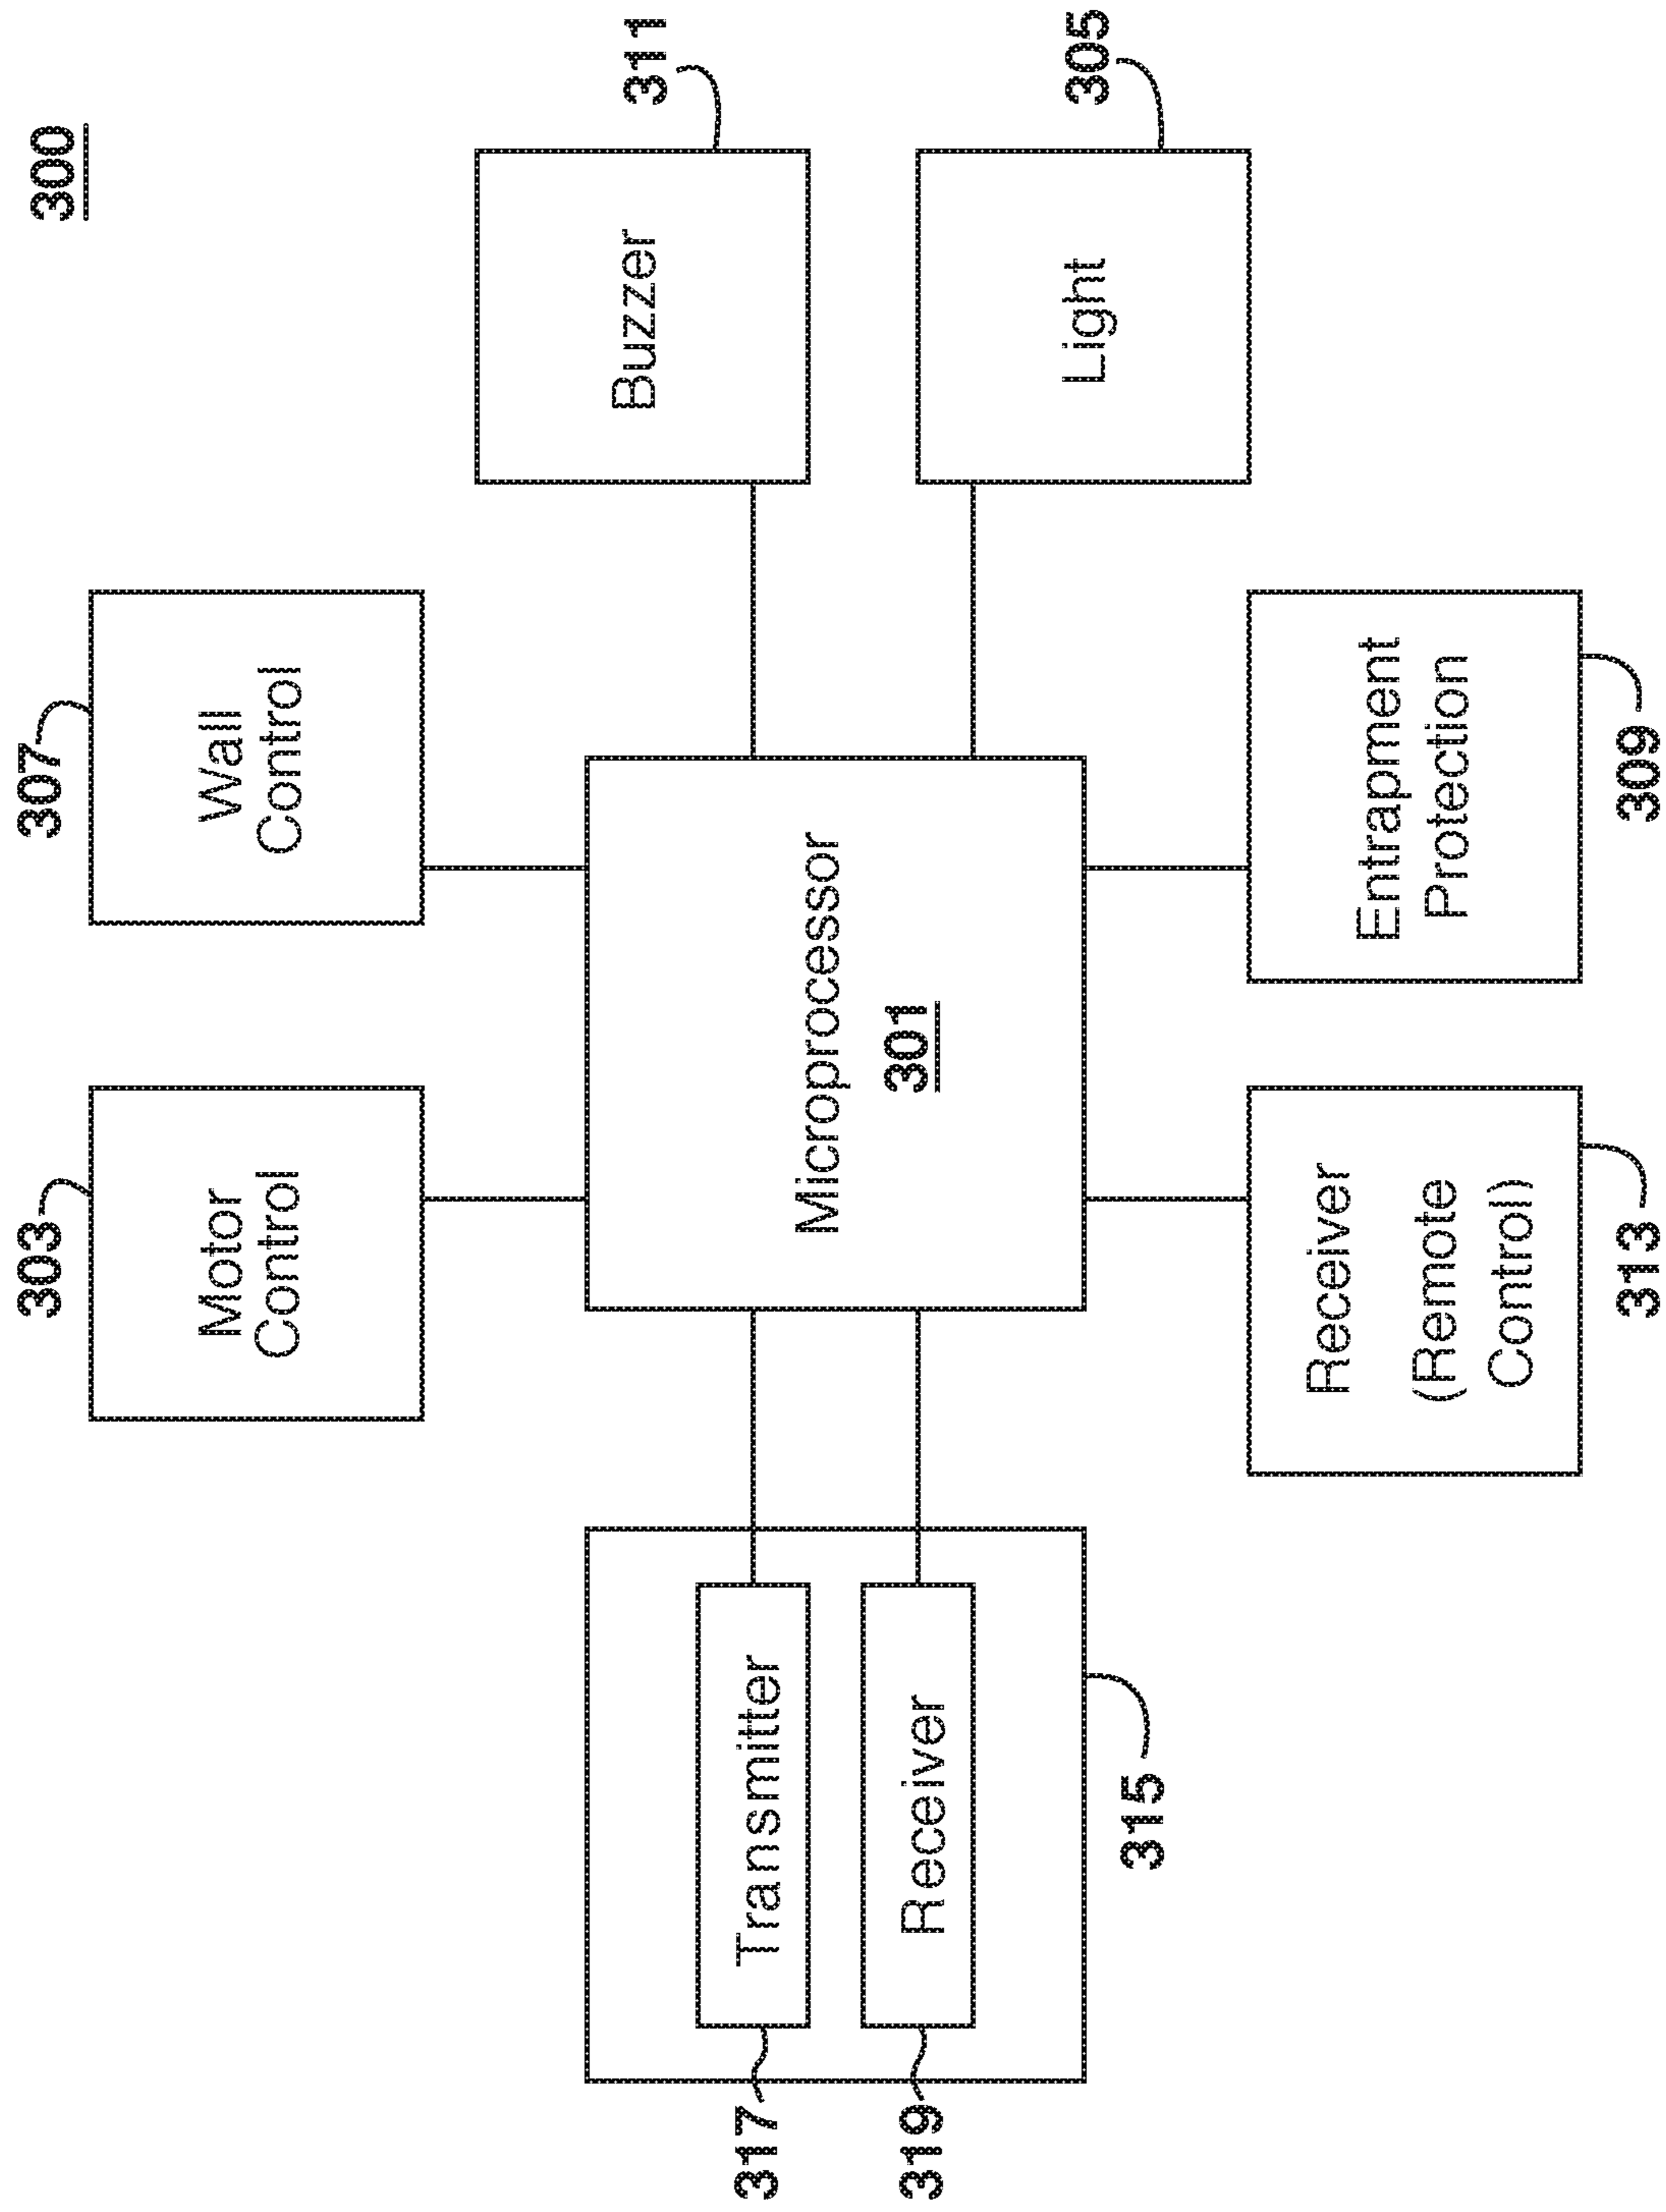 300
303
Motor
Control
307
Wall
Control
317
Transmitter
319
Receiver
315
Microprocessor
301
Buzzer
311
Light
305
Receiver
(Remote
Control)
313
Entrapment
Protection
309